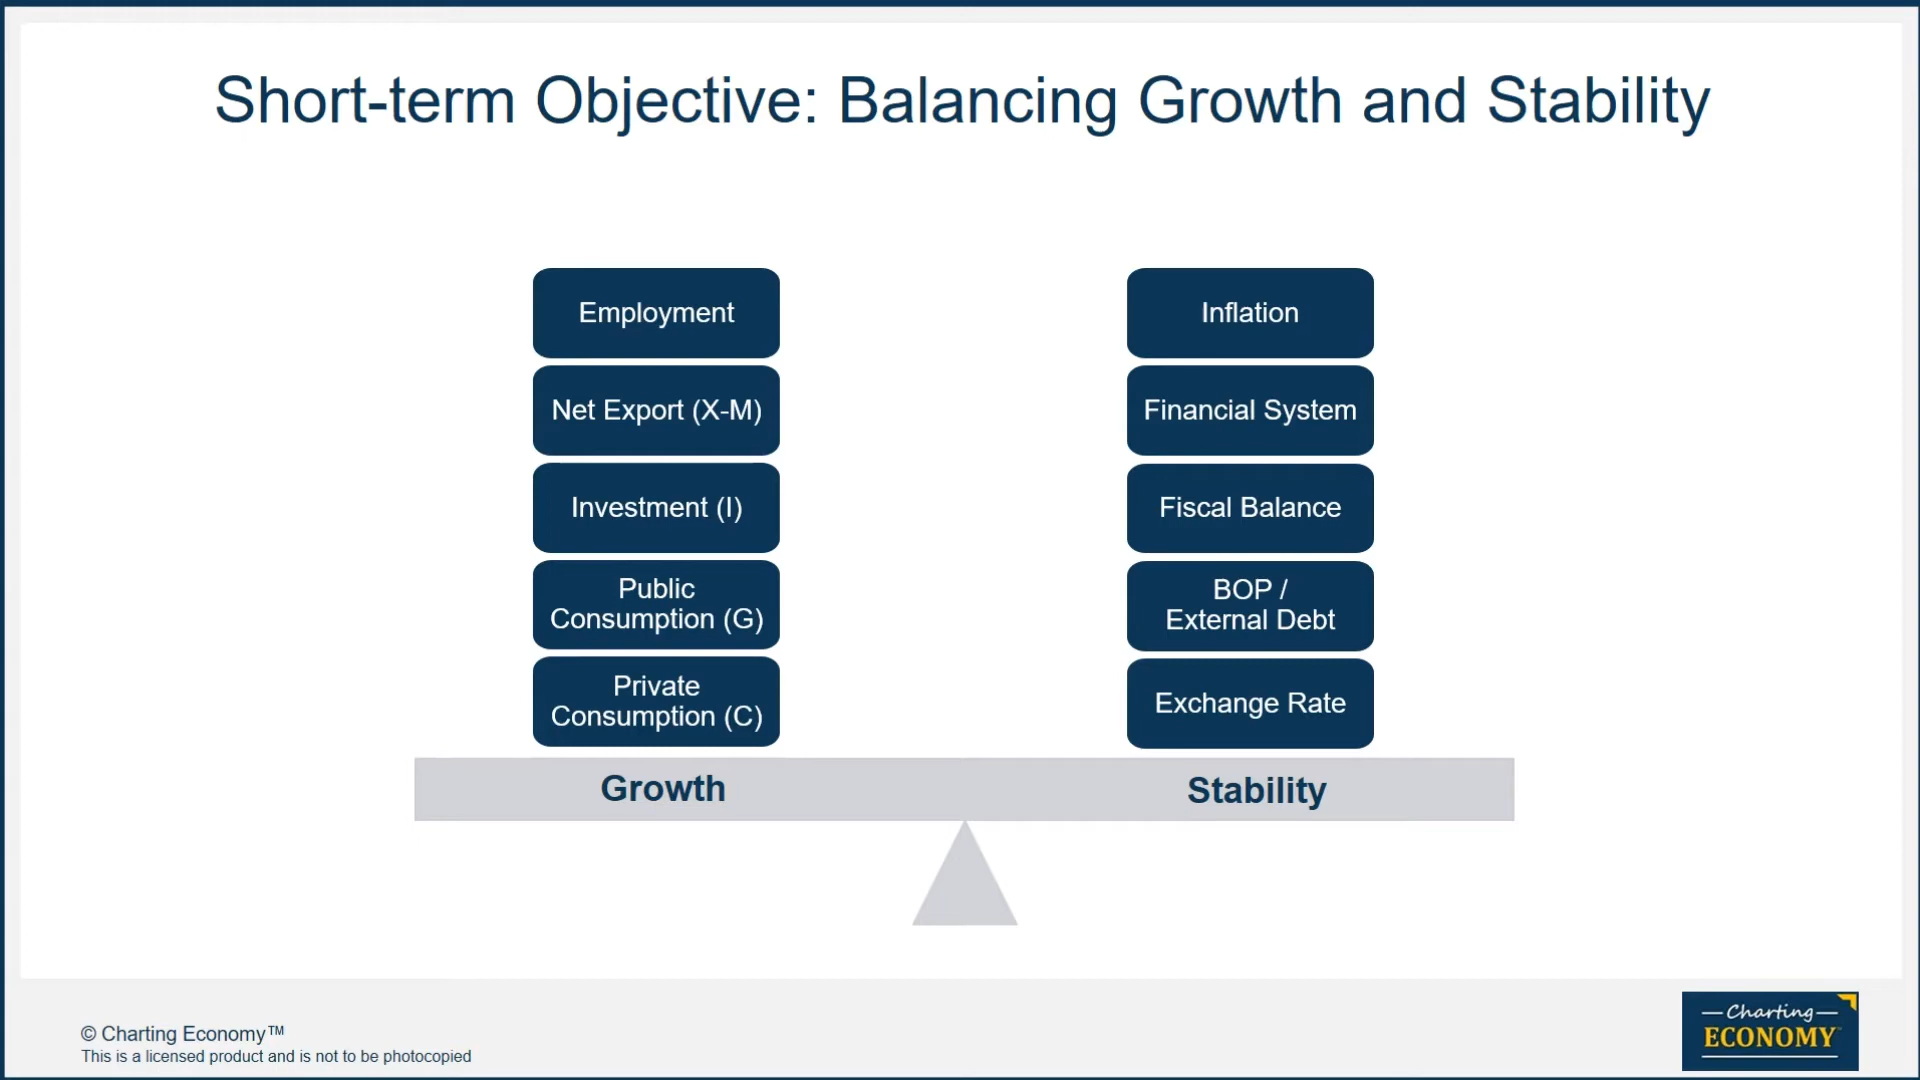 Short-term Objective: Balancing Growth and Stability
Employment
Net Export (X-M)
Investment (I)
Public
Consumption (G)
Private
Consumption (C)
Growth
Inflation
Financial System
Fiscal Balance
BOP /
External Debt
Exchange Rate
Stability
© Charting Economy™
This is a licensed product and is not to be photocopied
Charting
ECONOMY™